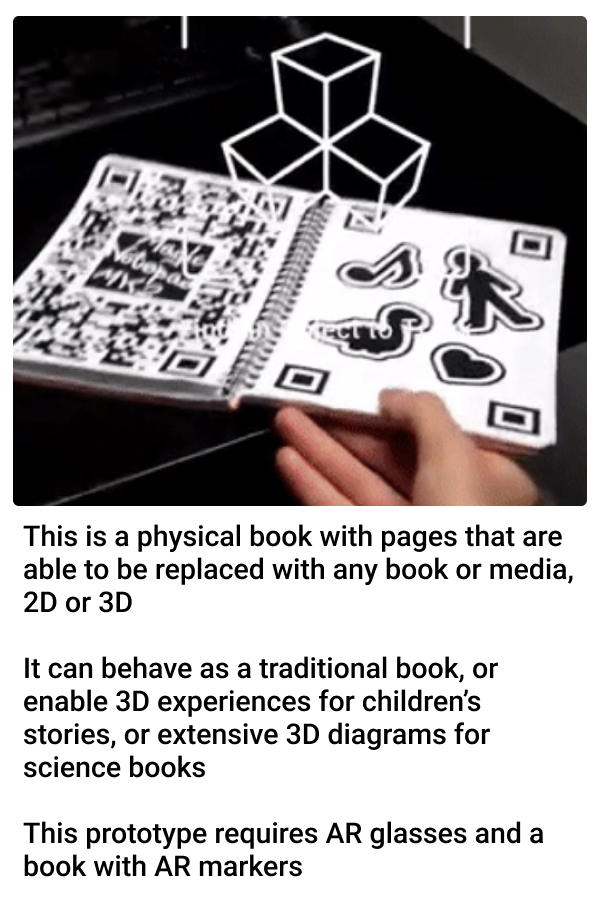 Magic
Notebook
This is a physical book with pages that are
able to be replaced with any book or media,
2D or 3D
It can behave as a traditional book, or
enable 3D experiences for children’s
stories, or extensive 3D diagrams for
science books
This prototype requires AR glasses and a
book with AR markers